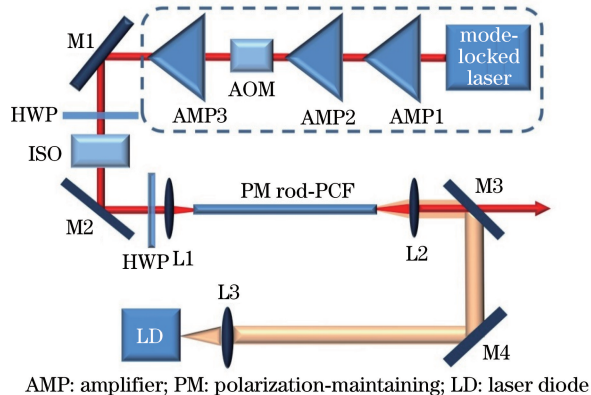 M1
mode-
locked
laser
AOM
AMP3
AMP2
AMP1
HWP
ISO
M2
HWP
L1
PM rod-PCF
L2
M3
L3
LD
M4
AMP: amplifier; PM: polarization-maintaining; LD: laser diode